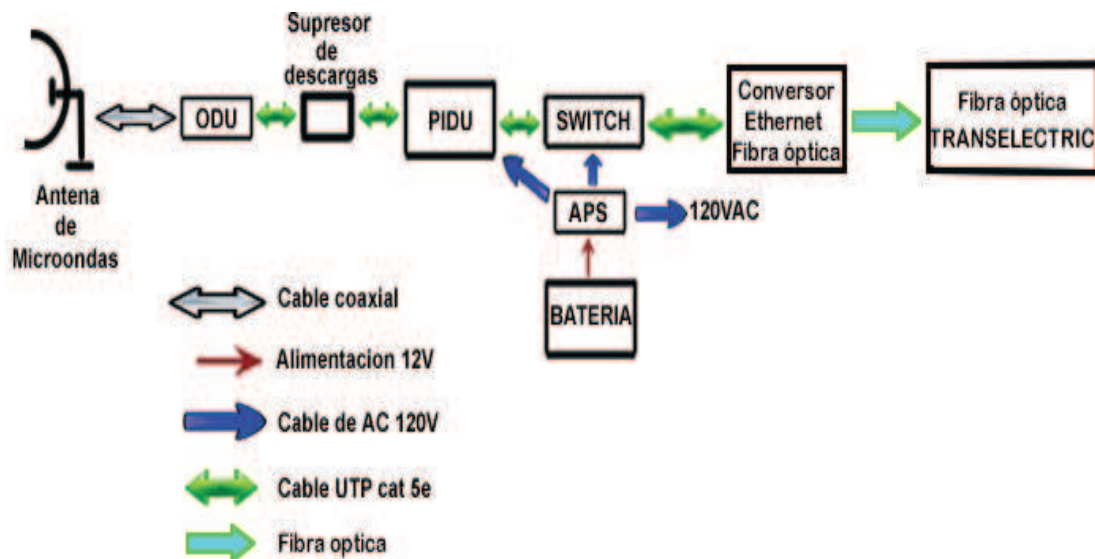 Supresor
de
descargas
ODU
PIDU
SWITCH
Conversor
Ethernet
Fibra óptica
Fibra óptica
TRANSELECTRIC
Antena
de
Microondas
APS
120VAC
BATERIA
Cable coaxial
Alimentacion 12V
Cable de AC 120V
Cable UTP cat 5e
Fibra optica